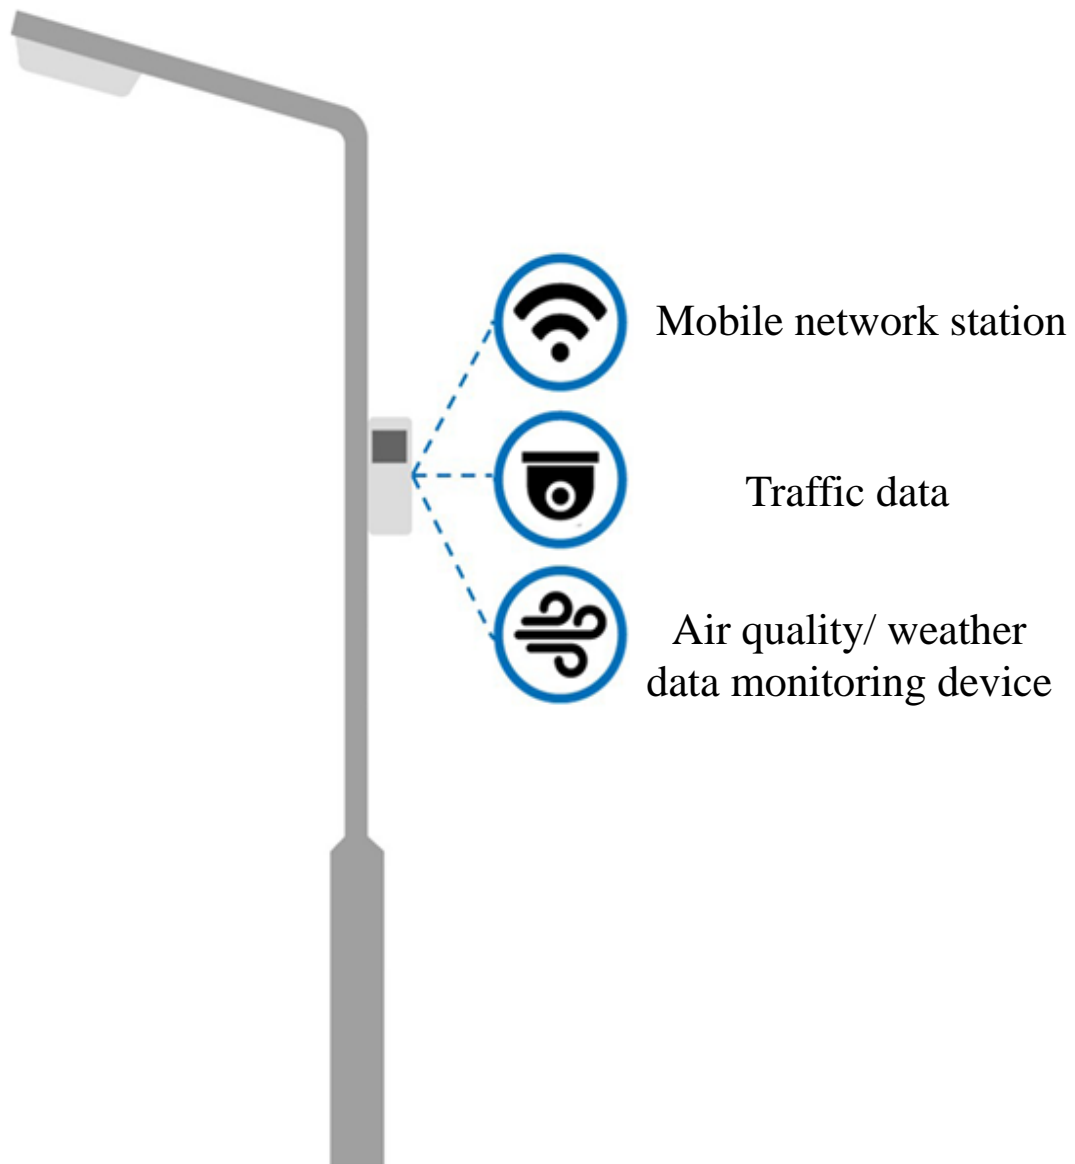 Mobile network station
Traffic data
Air quality/ weather
data monitoring device